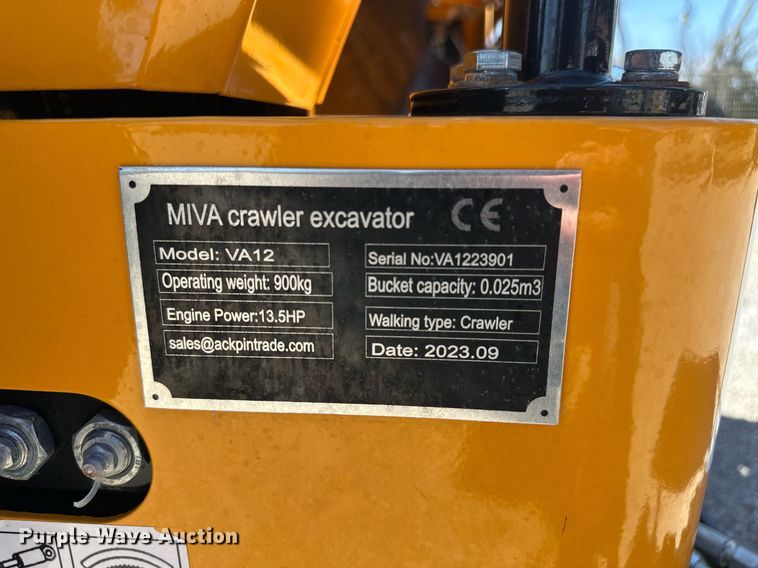 MIVA crawler excavator CE
Model: VA12
Serial No:VA1223901
Operating weight: 900kg
Bucket capacity: 0.025m3
Engine Power:13.5HP
Walking type: Crawler
sales@ackpintrade.com
Date: 2023.09
Purple Wave Auction